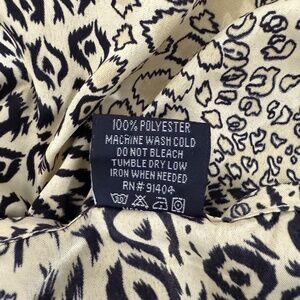 100% POLYESTER
MACHINE WASH COLD
DO NOT BLEACH
TUMBLE DRY LOW
IRON WHEN NEEDED
RN# 91404